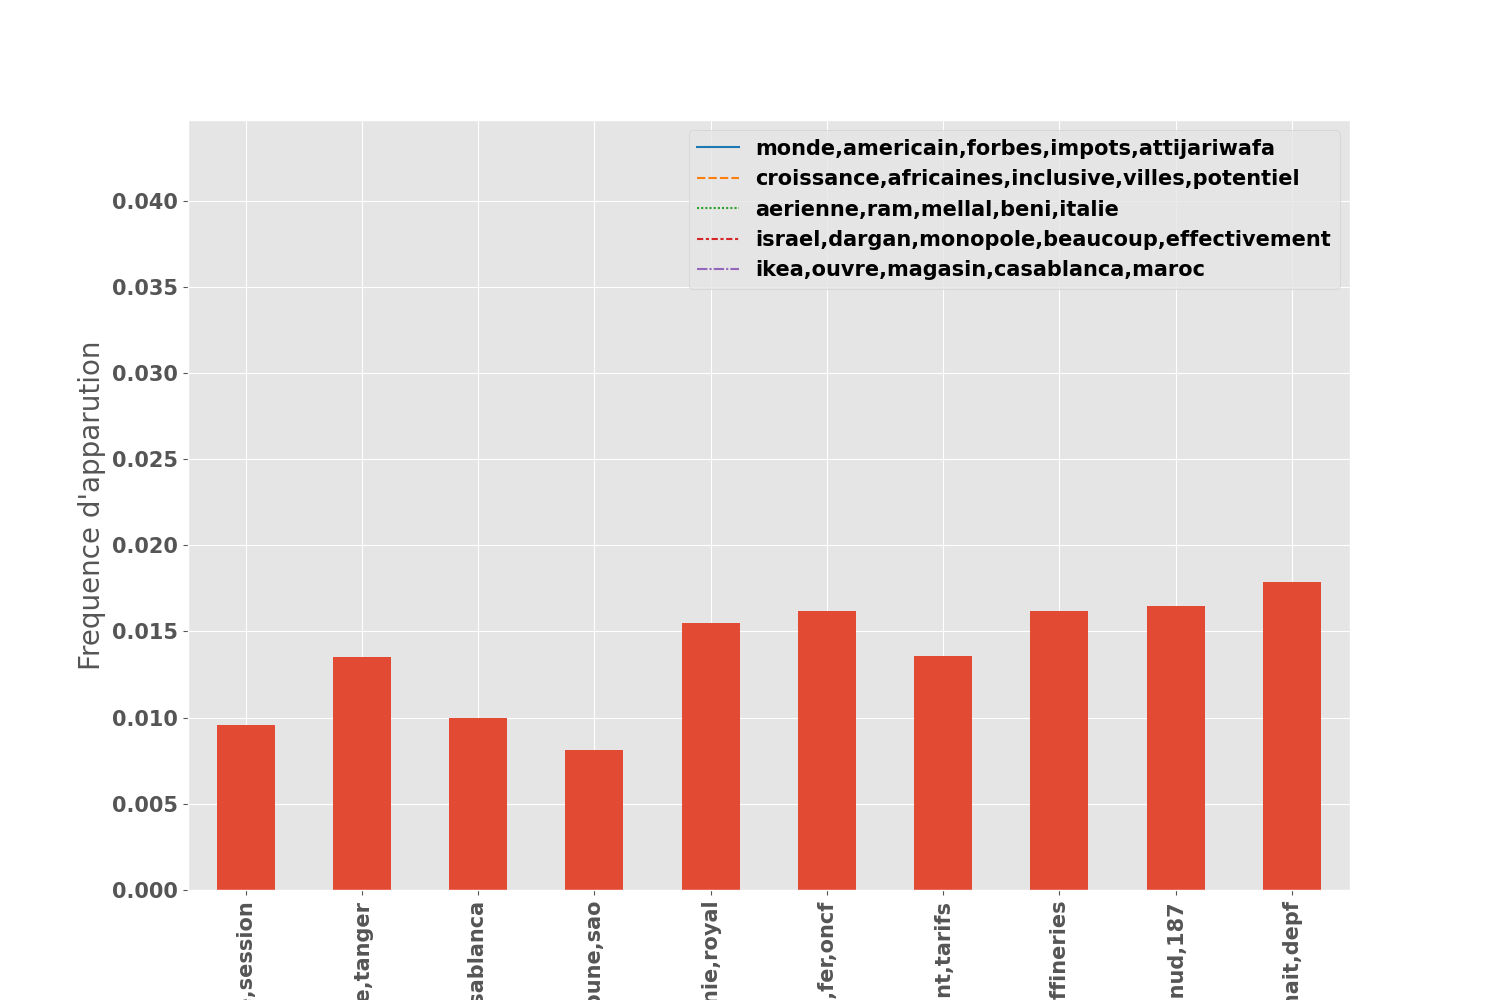 monde,americain,forbes,impots,attijariwafa
croissance,africaines,inclusive,villes,potentiel
aerienne,ram,mellal,beni,italie
israel,dargan,monopole,beaucoup,effectivement
ikea,ouvre,magasin,casablanca,maroc
Frequence d'apparution
0.040
0.035
0.030
0.025
0.020
0.015
0.010
0.005
0.000
,session
e,tanger
sablanca
oune,sao
nie,royal
,fer,oncf
nt,tarifs
ffineries
nud,187
nait,depf